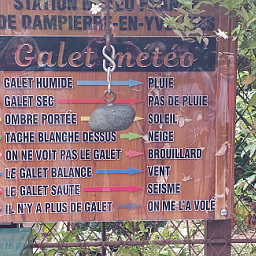 STATION DE
DE DAMPIERRE-EN-YVELINES
Galet météo
GALET HUMIDE PLUIE
GALET SEC PAS DE PLUIE
OMBRE PORTÉE SOLEIL
TACHE BLANCHE DESSUS NEIGE
ON NE VOIT PAS LE GALET BROUILLARD
LE GALET BALANCE VENT
LE GALET SAUTE SEISME
IL N'Y A PLUS DE GALET ON ME L'A VOLÉ